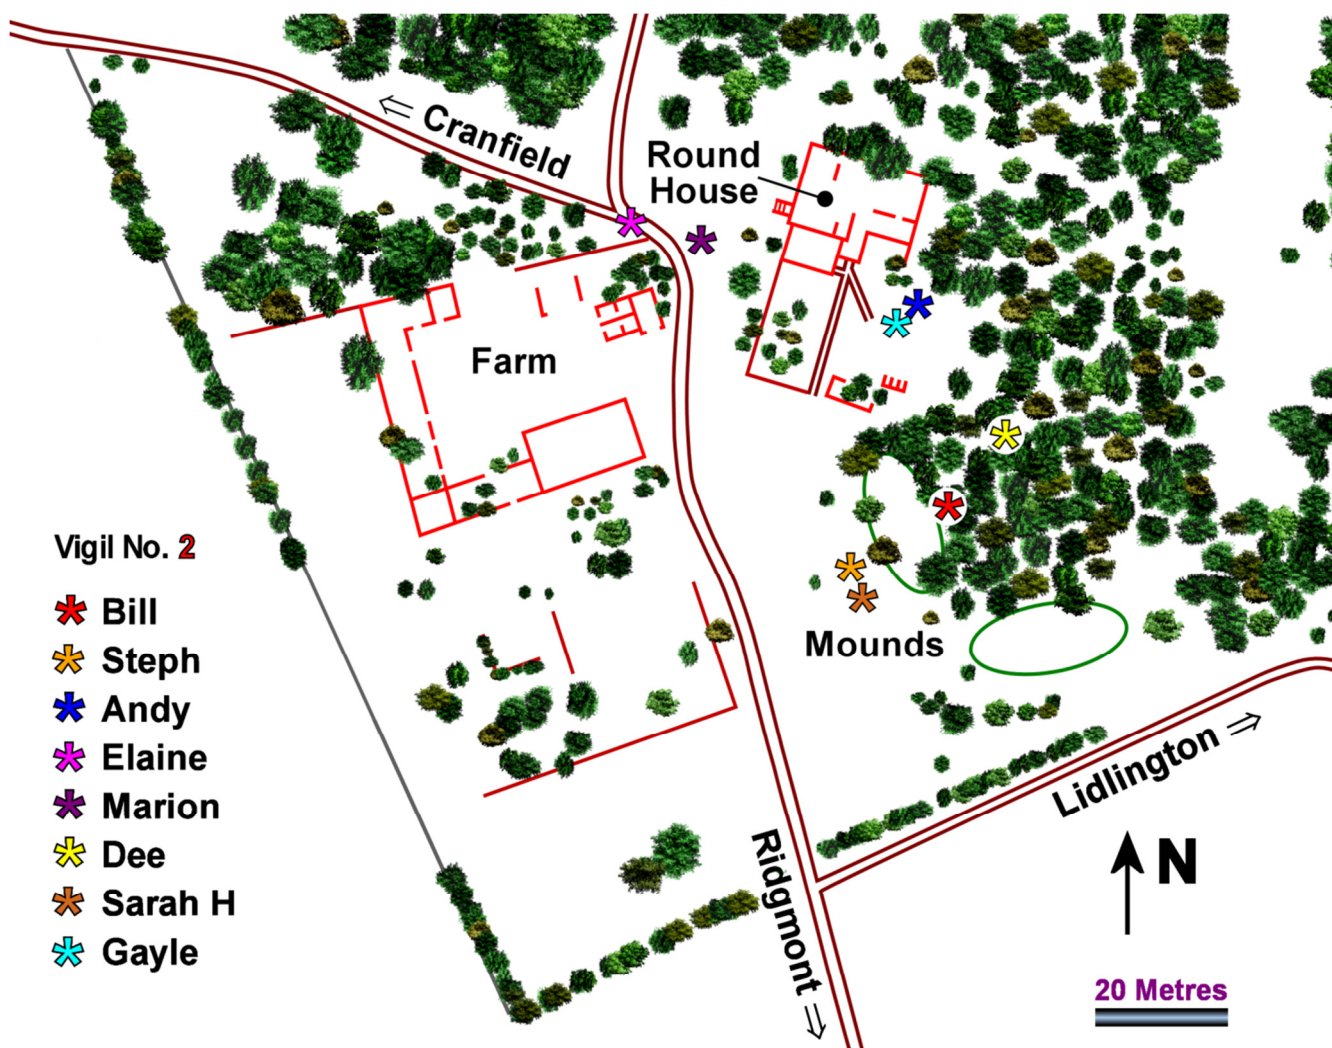 Cranfield
Round
House
Farm
Vigil No. 2
Bill
Steph
Andy
Elaine
Marion
Dee
Sarah H
Gayle
Mounds
Lidlington
Ridgmont
N
20 Metres